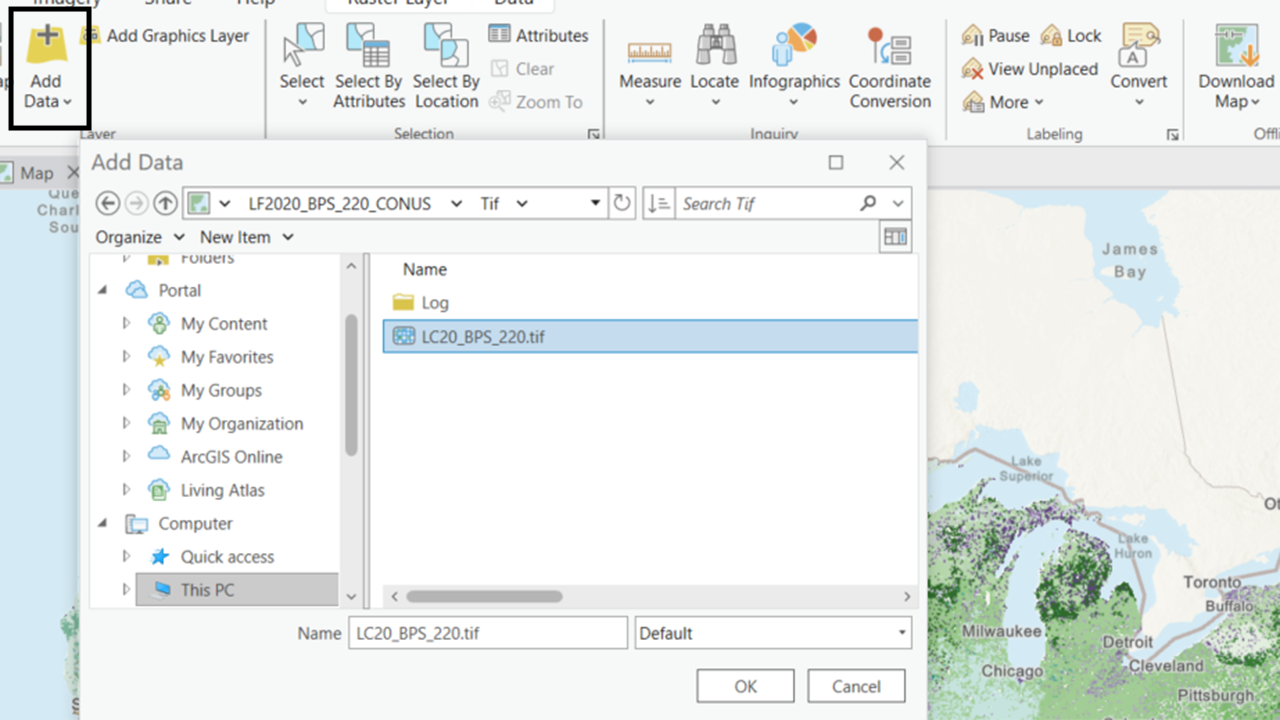 Imagery Share Help Raster Layer Data
Add Graphics Layer
Add
Data
Select
Select By
Attributes
Select By
Location
Attributes
Clear
Zoom To
Measure
Locate
Infographics
Coordinate
Conversion
Pause
Lock
View Unplaced
More
Convert
Download
Map
Layer
Selection
Inquiry
Labeling
Map
Add Data
LF2020_BPS_220_CONUS
Tif
Search Tif
Organize
New Item
Folders
Portal
My Content
My Favorites
My Groups
My Organization
ArcGIS Online
Living Atlas
Computer
Quick access
This PC
Name
Log
LC20_BPS_220.tif
Name
LC20_BPS_220.tif
Default
OK
Cancel
James
Bay
Lake
Superior
Lake
Huron
Toronto
Buffalo
Milwaukee
Detroit
Chicago
Cleveland
Pittsburgh